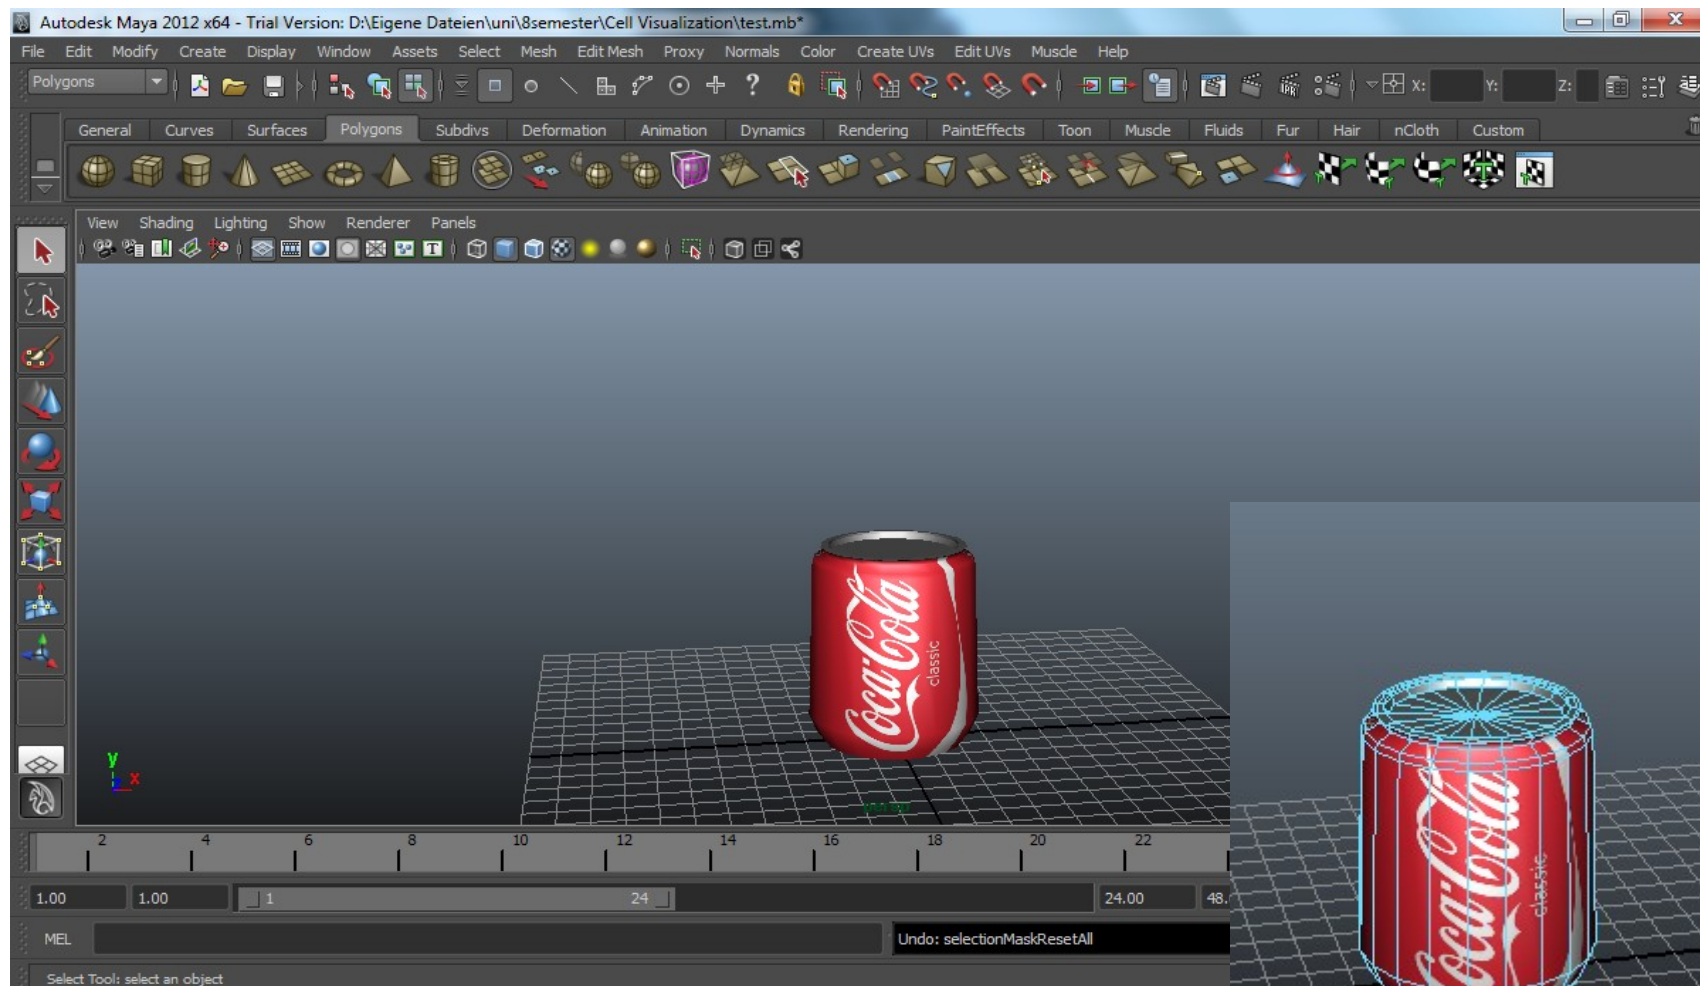 Autodesk Maya 2012 x64 - Trial Version: D:\Eigene Dateien\uni\8semester\Cell Visualization\test.mb*
File Edit Modify Create Display Window Assets Select Mesh Edit Mesh Proxy Normals Color Create UVs Edit UVs Muscle Help
Polygons X: Y: Z:
General Curves Surfaces Polygons Subdivs Deformation Animation Dynamics Rendering PaintEffects Toon Muscle Fluids Fur Hair nCloth Custom
View Shading Lighting Show Renderer Panels
Coca-Cola
classic
y
x
persp
Coca-Cola
classic
2 4 6 8 10 12 14 16 18 20 22
1.00 1.00 1 24 24.00 48.
MEL Undo: selectionMaskResetAll
Select Tool: select an object